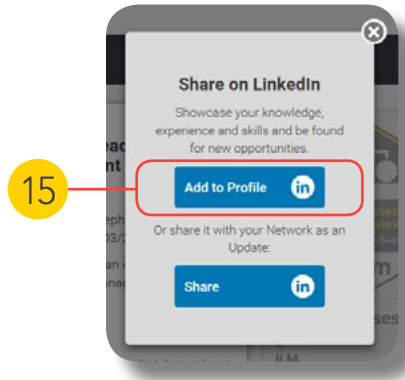 Share on LinkedIn
Showcase your knowledge,
experience and skills and be found
for new opportunities.
15
Add to Profile in
Or share it with your Network as an
Update:
Share in